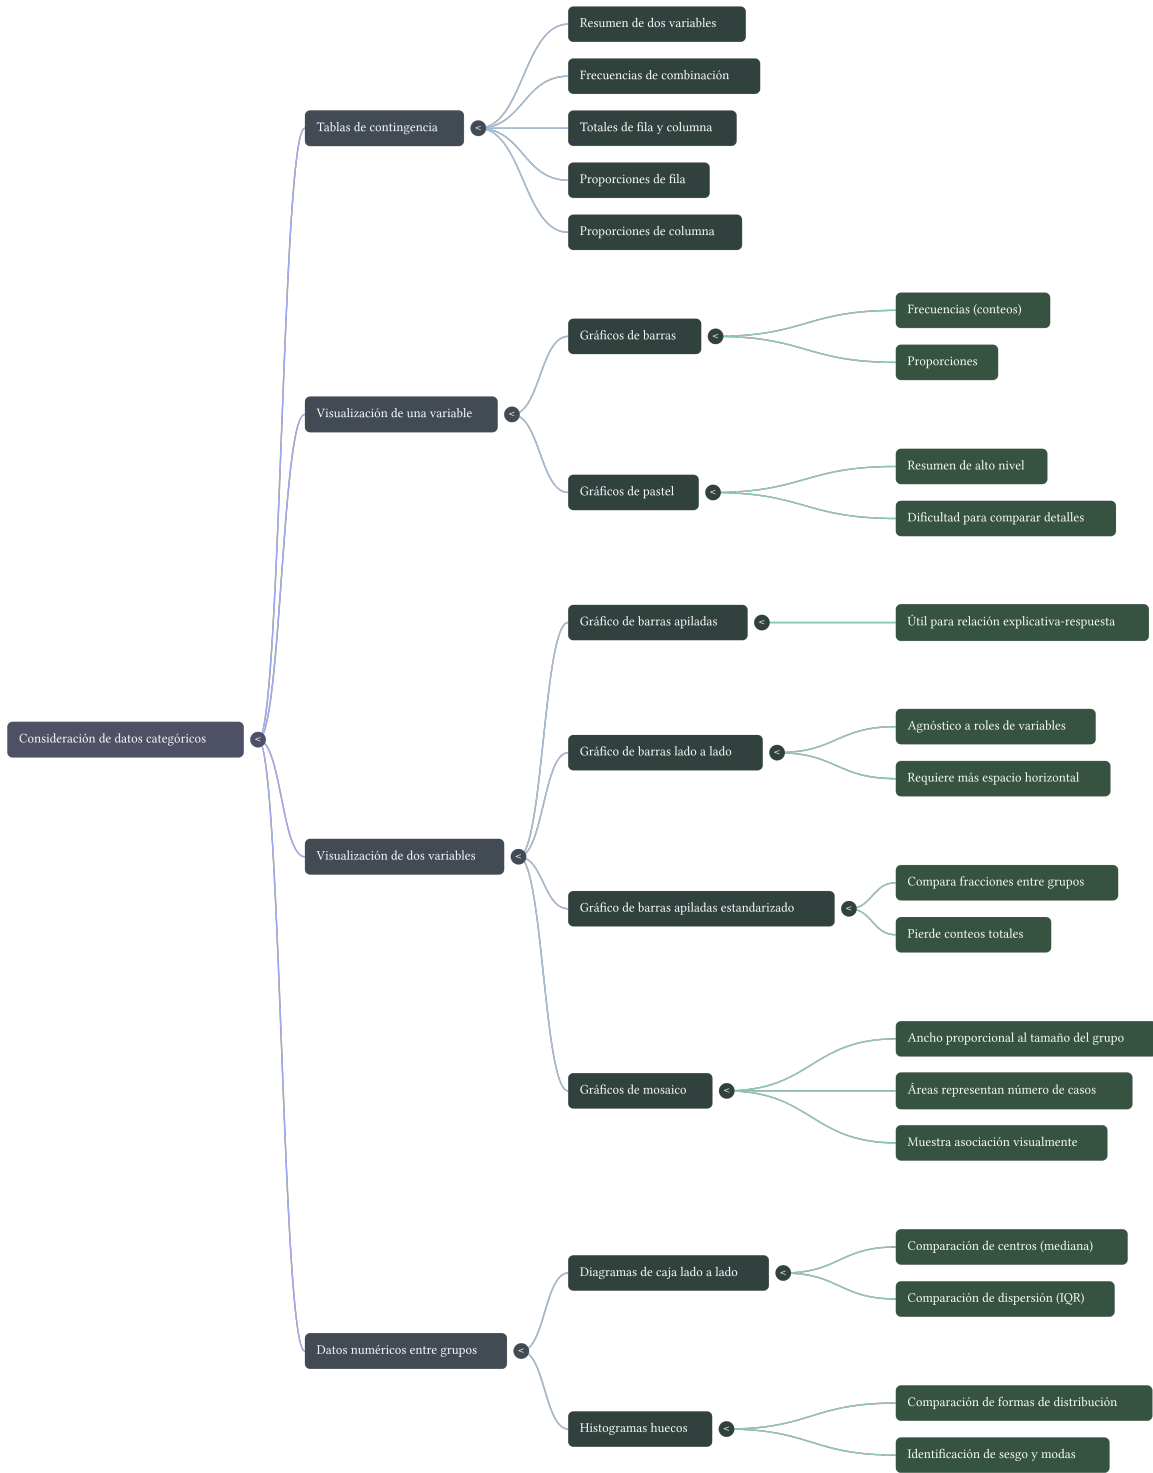 Consideración de datos categóricos
<
Tablas de contingencia
<
Resumen de dos variables
Frecuencias de combinación
Totales de fila y columna
Proporciones de fila
Proporciones de columna
Visualización de una variable
<
Gráficos de barras
<
Frecuencias (conteos)
Proporciones
Gráficos de pastel
<
Resumen de alto nivel
Dificultad para comparar detalles
Visualización de dos variables
<
Gráfico de barras apiladas
<
Útil para relación explicativa-respuesta
Gráfico de barras lado a lado
<
Agnóstico a roles de variables
Requiere más espacio horizontal
Gráfico de barras apiladas estandarizado
<
Compara fracciones entre grupos
Pierde conteos totales
Gráficos de mosaico
<
Ancho proporcional al tamaño del grupo
Áreas representan número de casos
Muestra asociación visualmente
Datos numéricos entre grupos
<
Diagramas de caja lado a lado
<
Comparación de centros (mediana)
Comparación de dispersión (IQR)
Histogramas huecos
<
Comparación de formas de distribución
Identificación de sesgo y modas